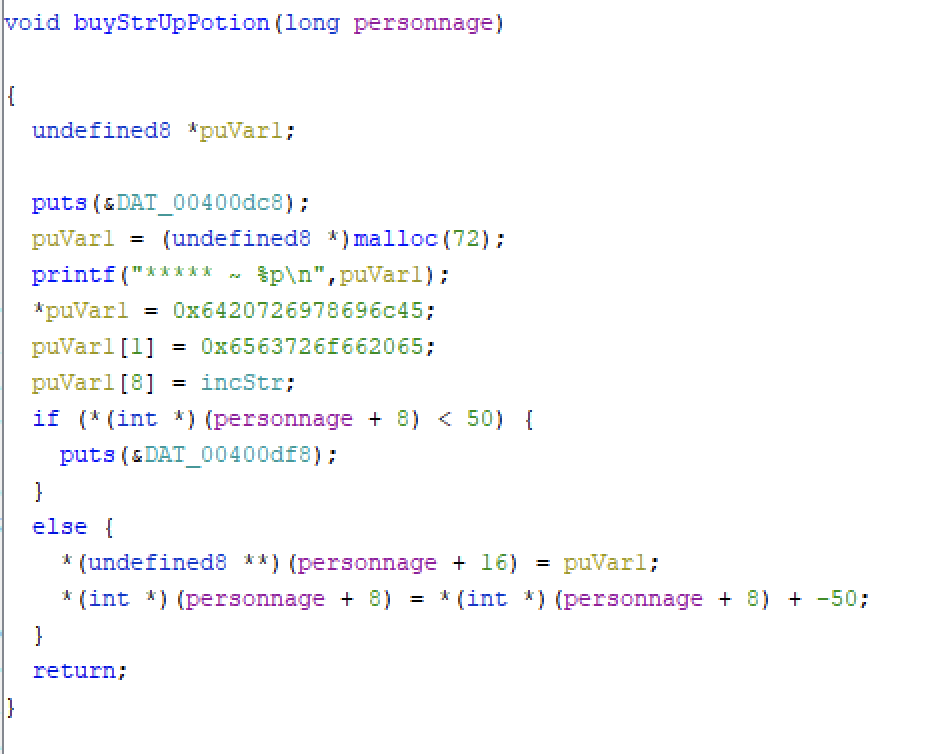 void buyStrUpPotion(long personnage)
{
undefined8 *puVar1;
puts(&DAT_00400dc8);
puVar1 = (undefined8 *)malloc(72);
printf("***** ~ %p\n",puVar1);
*puVar1 = 0x6420726978696c45;
puVar1[1] = 0x6563726f662065;
puVar1[8] = incStr;
if (*(int *)(personnage + 8) < 50) {
puts(&DAT_00400df8);
}
else {
*(undefined8 **)(personnage + 16) = puVar1;
*(int *)(personnage + 8) = *(int *)(personnage + 8) + -50;
}
return;
}